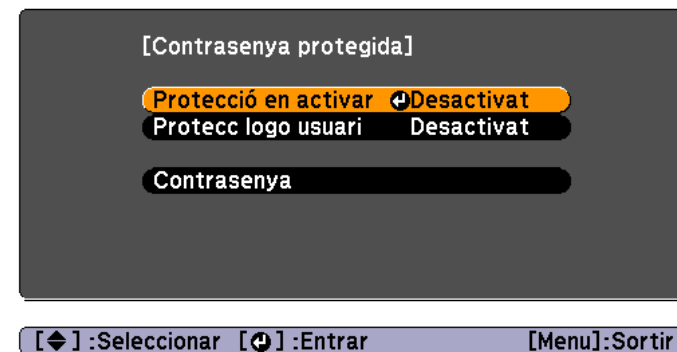 [Contrasenya protegida]
Protecció en activar Desactivat
Protecc logo usuari Desactivat
Contrasenya
[ ] :Seleccionar [ ] :Entrar [Menu]:Sortir